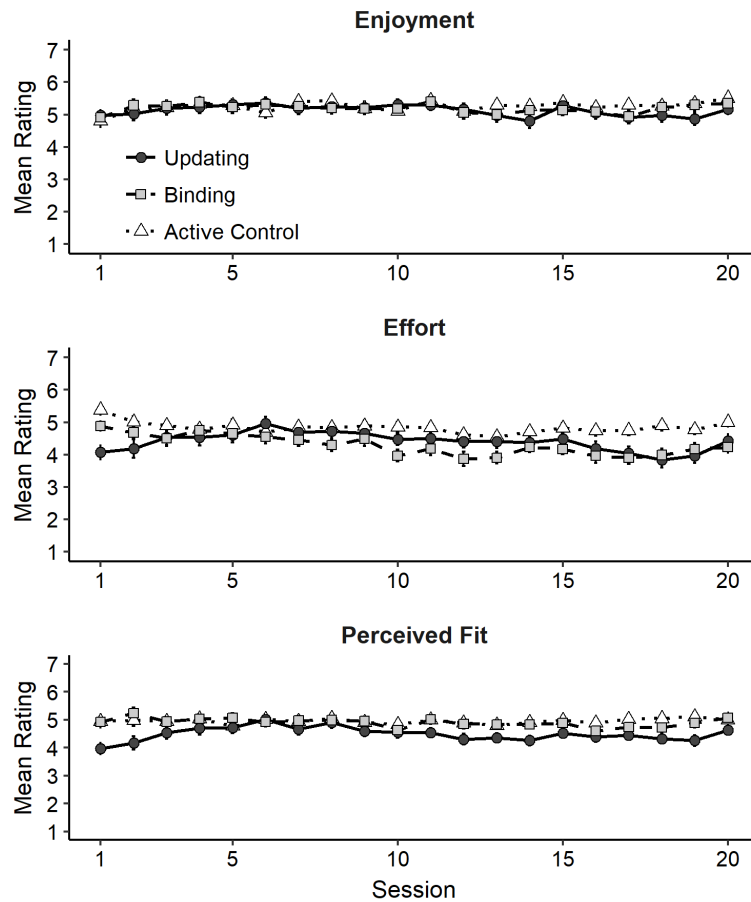 Enjoyment
Mean Rating
7
6
5
4
3
2
1
Updating
Binding
Active Control
1 5 10 15 20
Effort
Mean Rating
7
6
5
4
3
2
1
1 5 10 15 20
Perceived Fit
Mean Rating
7
6
5
4
3
2
1
1 5 10 15 20
Session